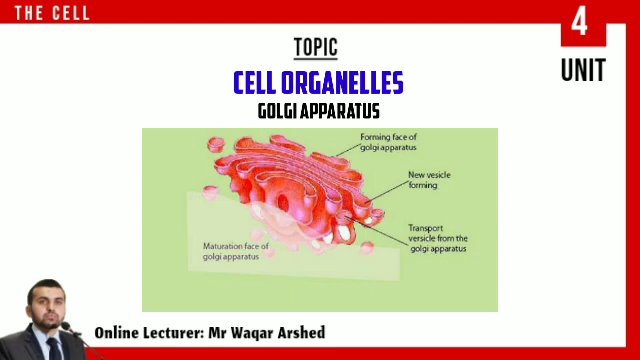 THE CELL
4
UNIT
TOPIC
CELL ORGANELLES
GOLGI APPARATUS
Forming face of
golgi apparatus
New vesicle
forming
Transport
versicle from the
golgi apparatus
Maturation face of
golgi apparatus
Online Lecturer: Mr Waqar Arshed